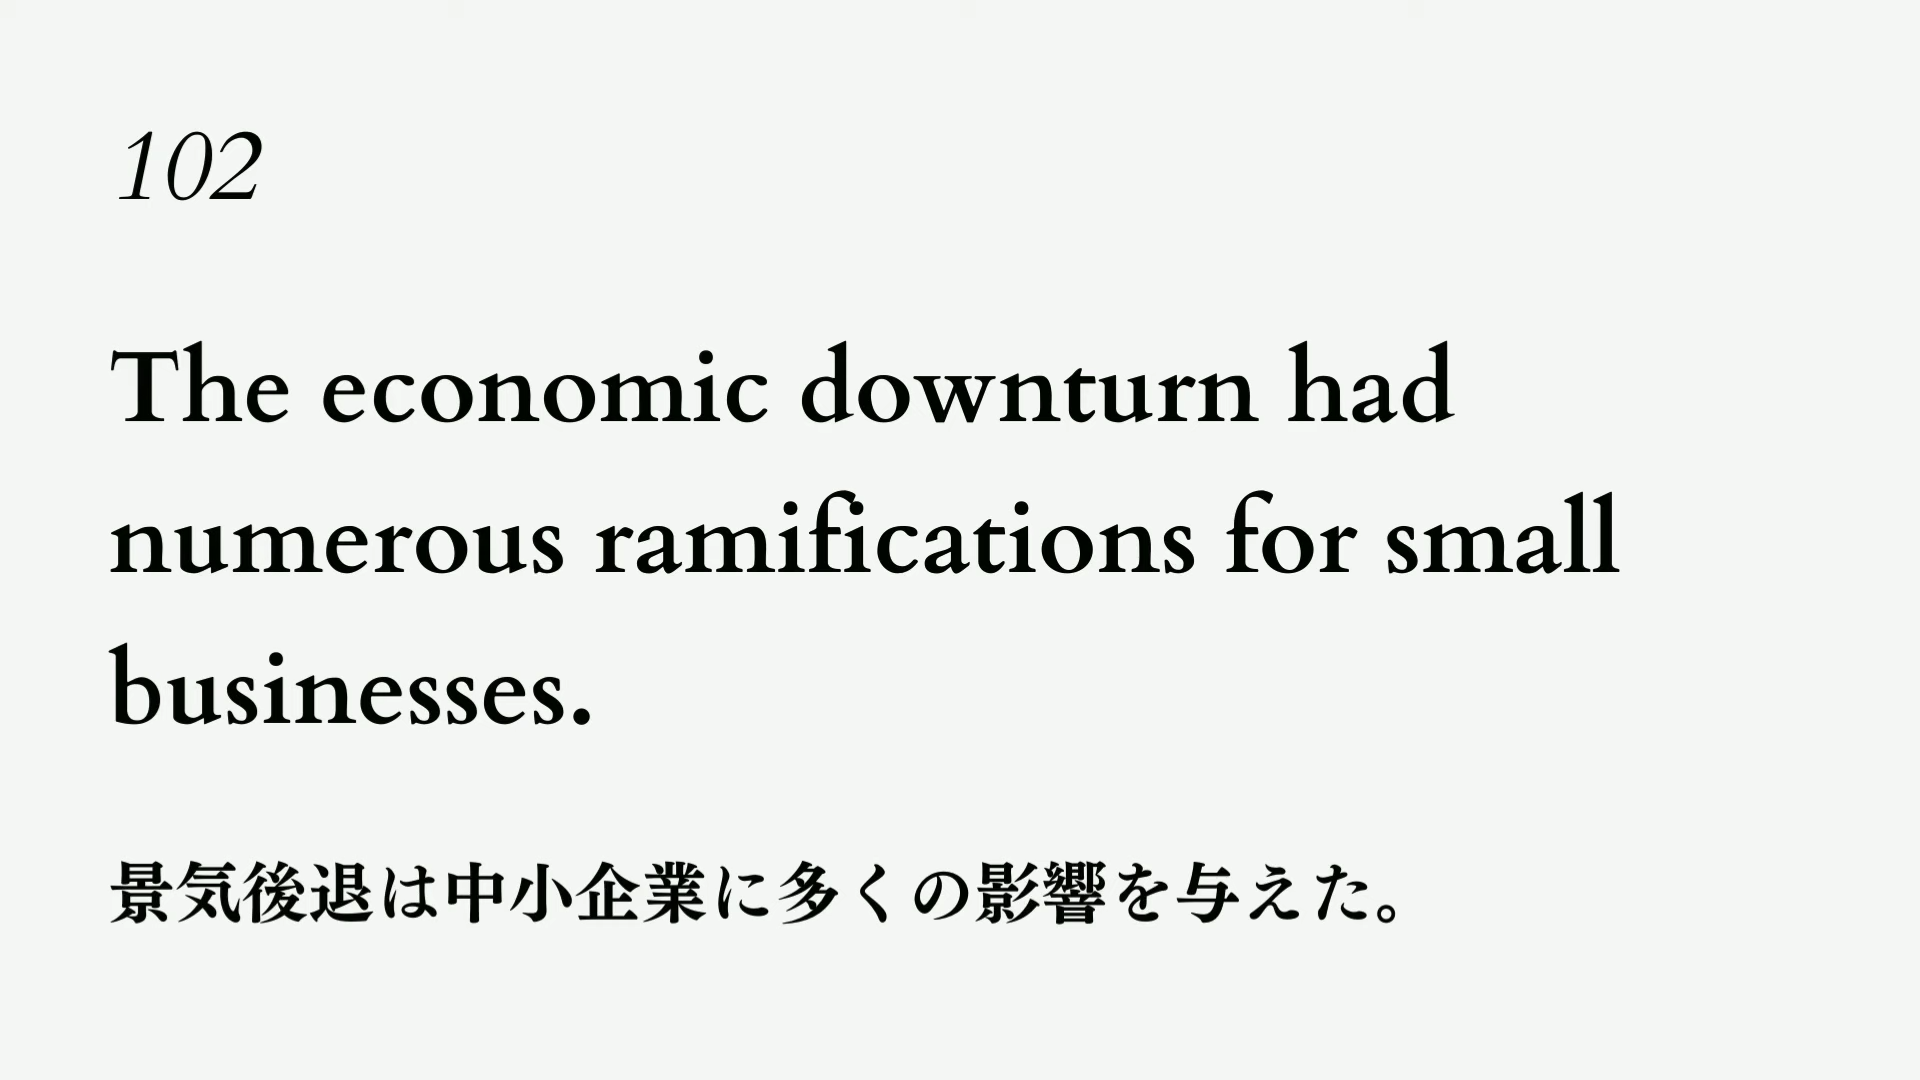 102
The economic downturn had
numerous ramifications for small
businesses.
景気後退は中小企業に多くの影響を与えた。